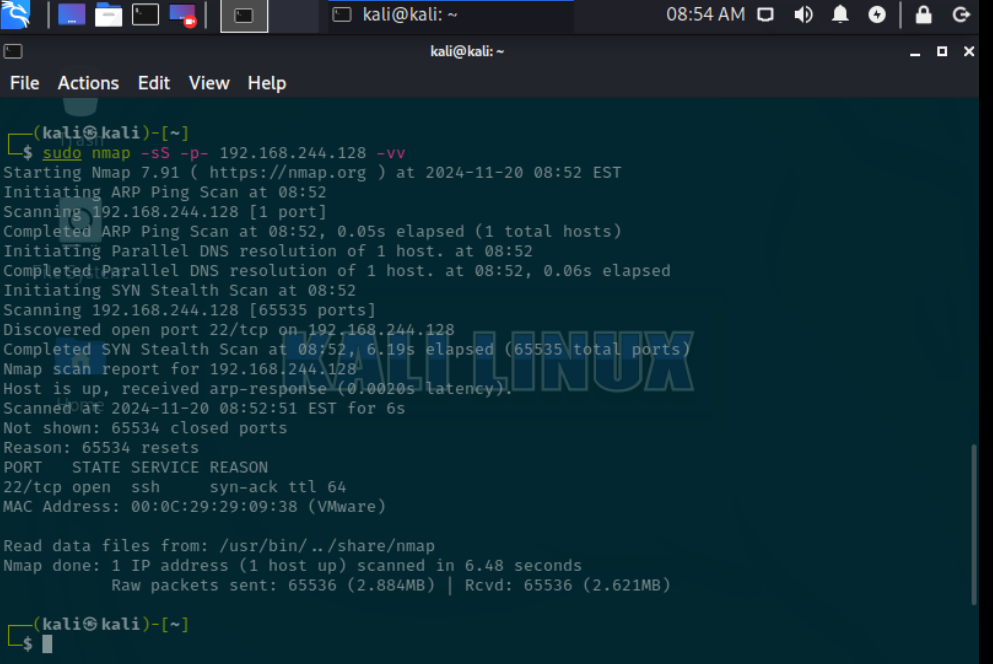 kali@kali: ~
08:54 AM
kali@kali: ~
File Actions Edit View Help
Trash
File System
Home
KALI LINUX
┌──(kali㉿kali)-[~]
└─$ sudo nmap -sS -p- 192.168.244.128 -vv
Starting Nmap 7.91 ( https://nmap.org ) at 2024-11-20 08:52 EST
Initiating ARP Ping Scan at 08:52
Scanning 192.168.244.128 [1 port]
Completed ARP Ping Scan at 08:52, 0.05s elapsed (1 total hosts)
Initiating Parallel DNS resolution of 1 host. at 08:52
Completed Parallel DNS resolution of 1 host. at 08:52, 0.06s elapsed
Initiating SYN Stealth Scan at 08:52
Scanning 192.168.244.128 [65535 ports]
Discovered open port 22/tcp on 192.168.244.128
Completed SYN Stealth Scan at 08:52, 6.19s elapsed (65535 total ports)
Nmap scan report for 192.168.244.128
Host is up, received arp-response (0.0020s latency).
Scanned at 2024-11-20 08:52:51 EST for 6s
Not shown: 65534 closed ports
Reason: 65534 resets
PORT   STATE SERVICE REASON
22/tcp open  ssh     syn-ack ttl 64
MAC Address: 00:0C:29:29:09:38 (VMware)
Read data files from: /usr/bin/../share/nmap
Nmap done: 1 IP address (1 host up) scanned in 6.48 seconds
Raw packets sent: 65536 (2.884MB) | Rcvd: 65536 (2.621MB)
┌──(kali㉿kali)-[~]
└─$